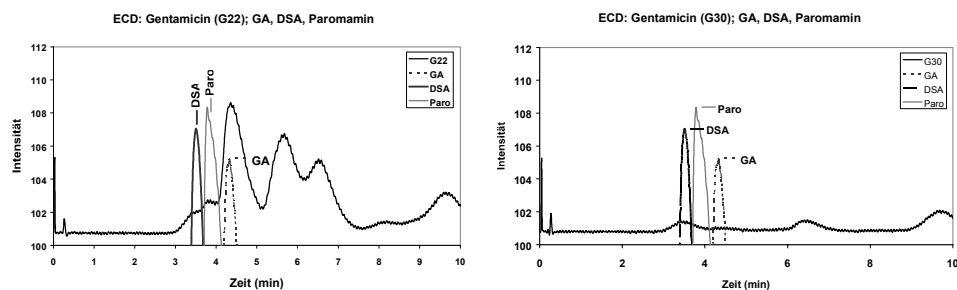 ECD: Gentamicin (G22); GA, DSA, Paromamin
112
110
108
106
104
102
100
Intensität
0 1 2 3 4 5 6 7 8 9 10
Zeit (min)
DSA
Paro
GA
G22
GA
DSA
Paro
ECD: Gentamicin (G30); GA, DSA, Paromamin
112
110
108
106
104
102
100
Intensität
0 2 4 6 8 10
Zeit (min)
Paro
DSA
GA
G30
GA
DSA
Paro